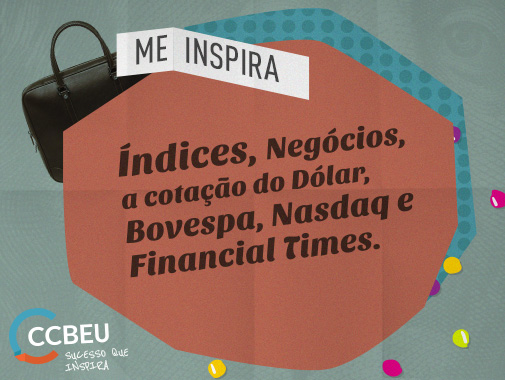 ME INSPIRA
Índices, Negócios,
a cotação do Dólar,
Bovespa, Nasdaq e
Financial Times.
CCBEU
SUCESSO QUE
INSPIRA